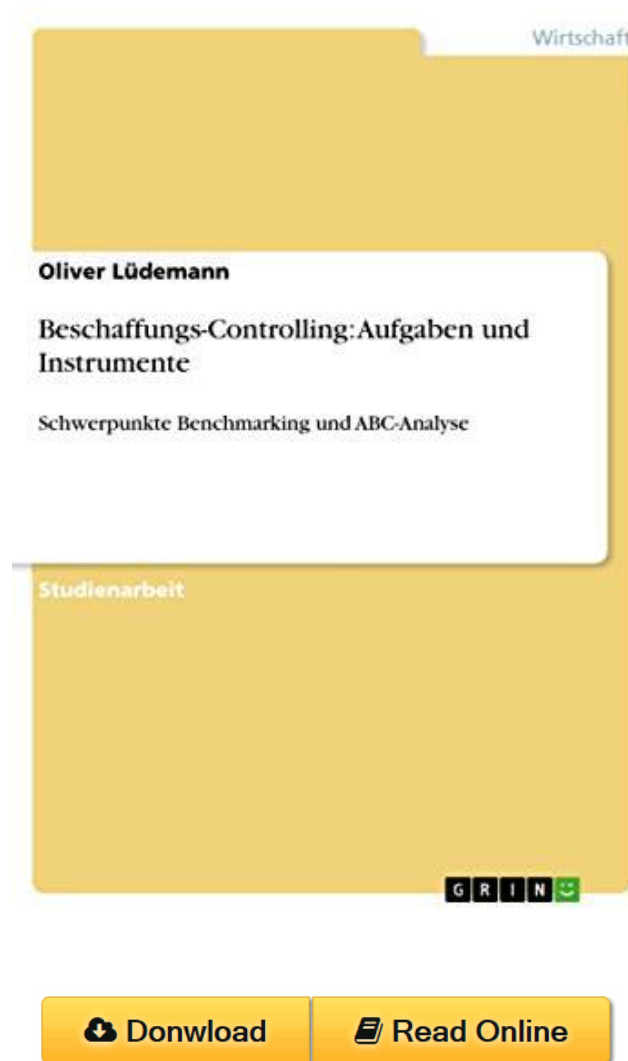 Wirtschaft
Oliver Lüdemann
Beschaffungs-Controlling: Aufgaben und
Instrumente
Schwerpunkte Benchmarking und ABC-Analyse
Studienarbeit
GRIN
Donwload Read Online